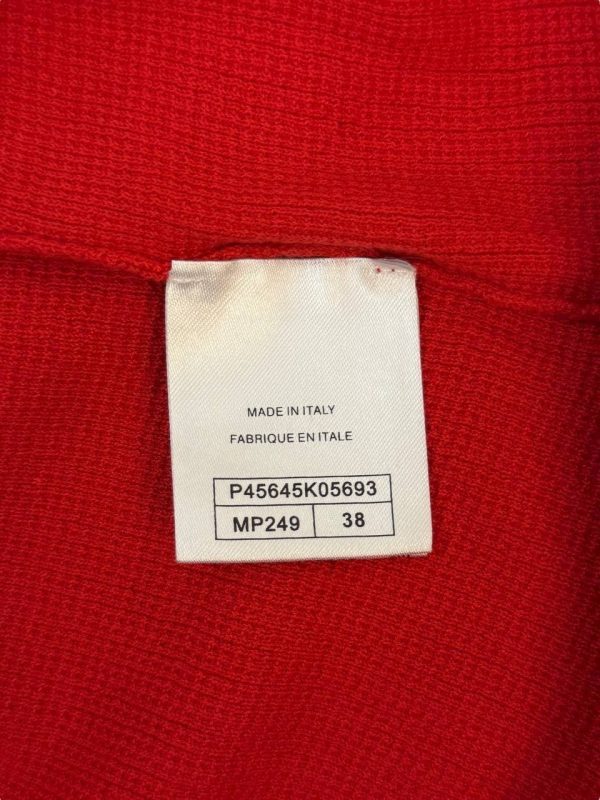 MADE IN ITALY
FABRIQUE EN ITALE
P45645K05693
MP249 38